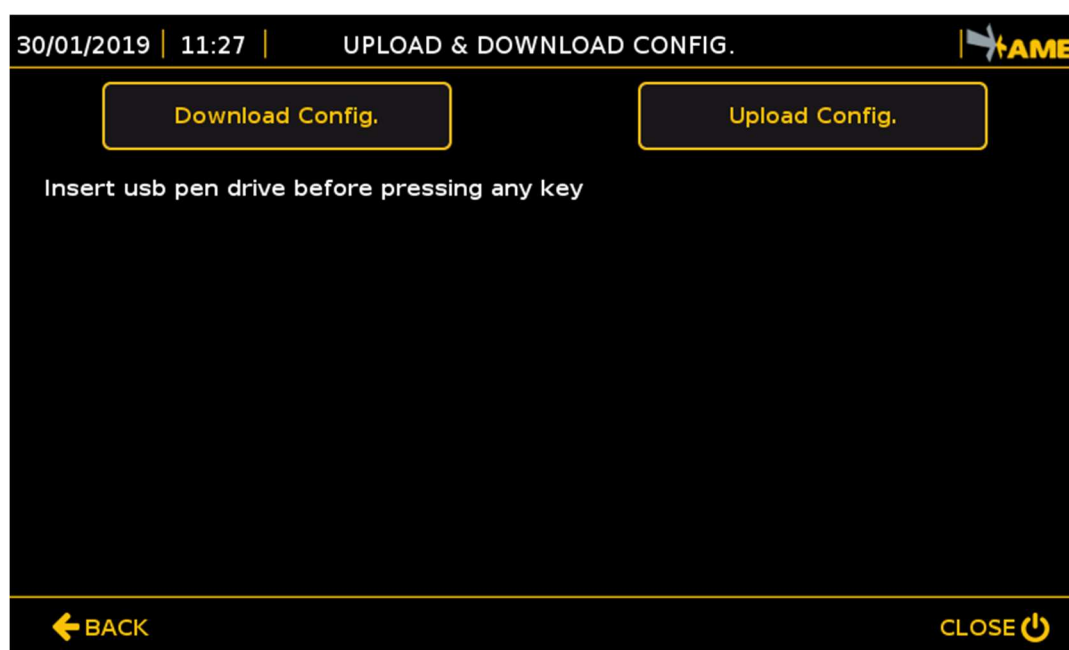 30/01/2019 11:27 UPLOAD & DOWNLOAD CONFIG. AME
Download Config. Upload Config.
Insert usb pen drive before pressing any key
BACK CLOSE